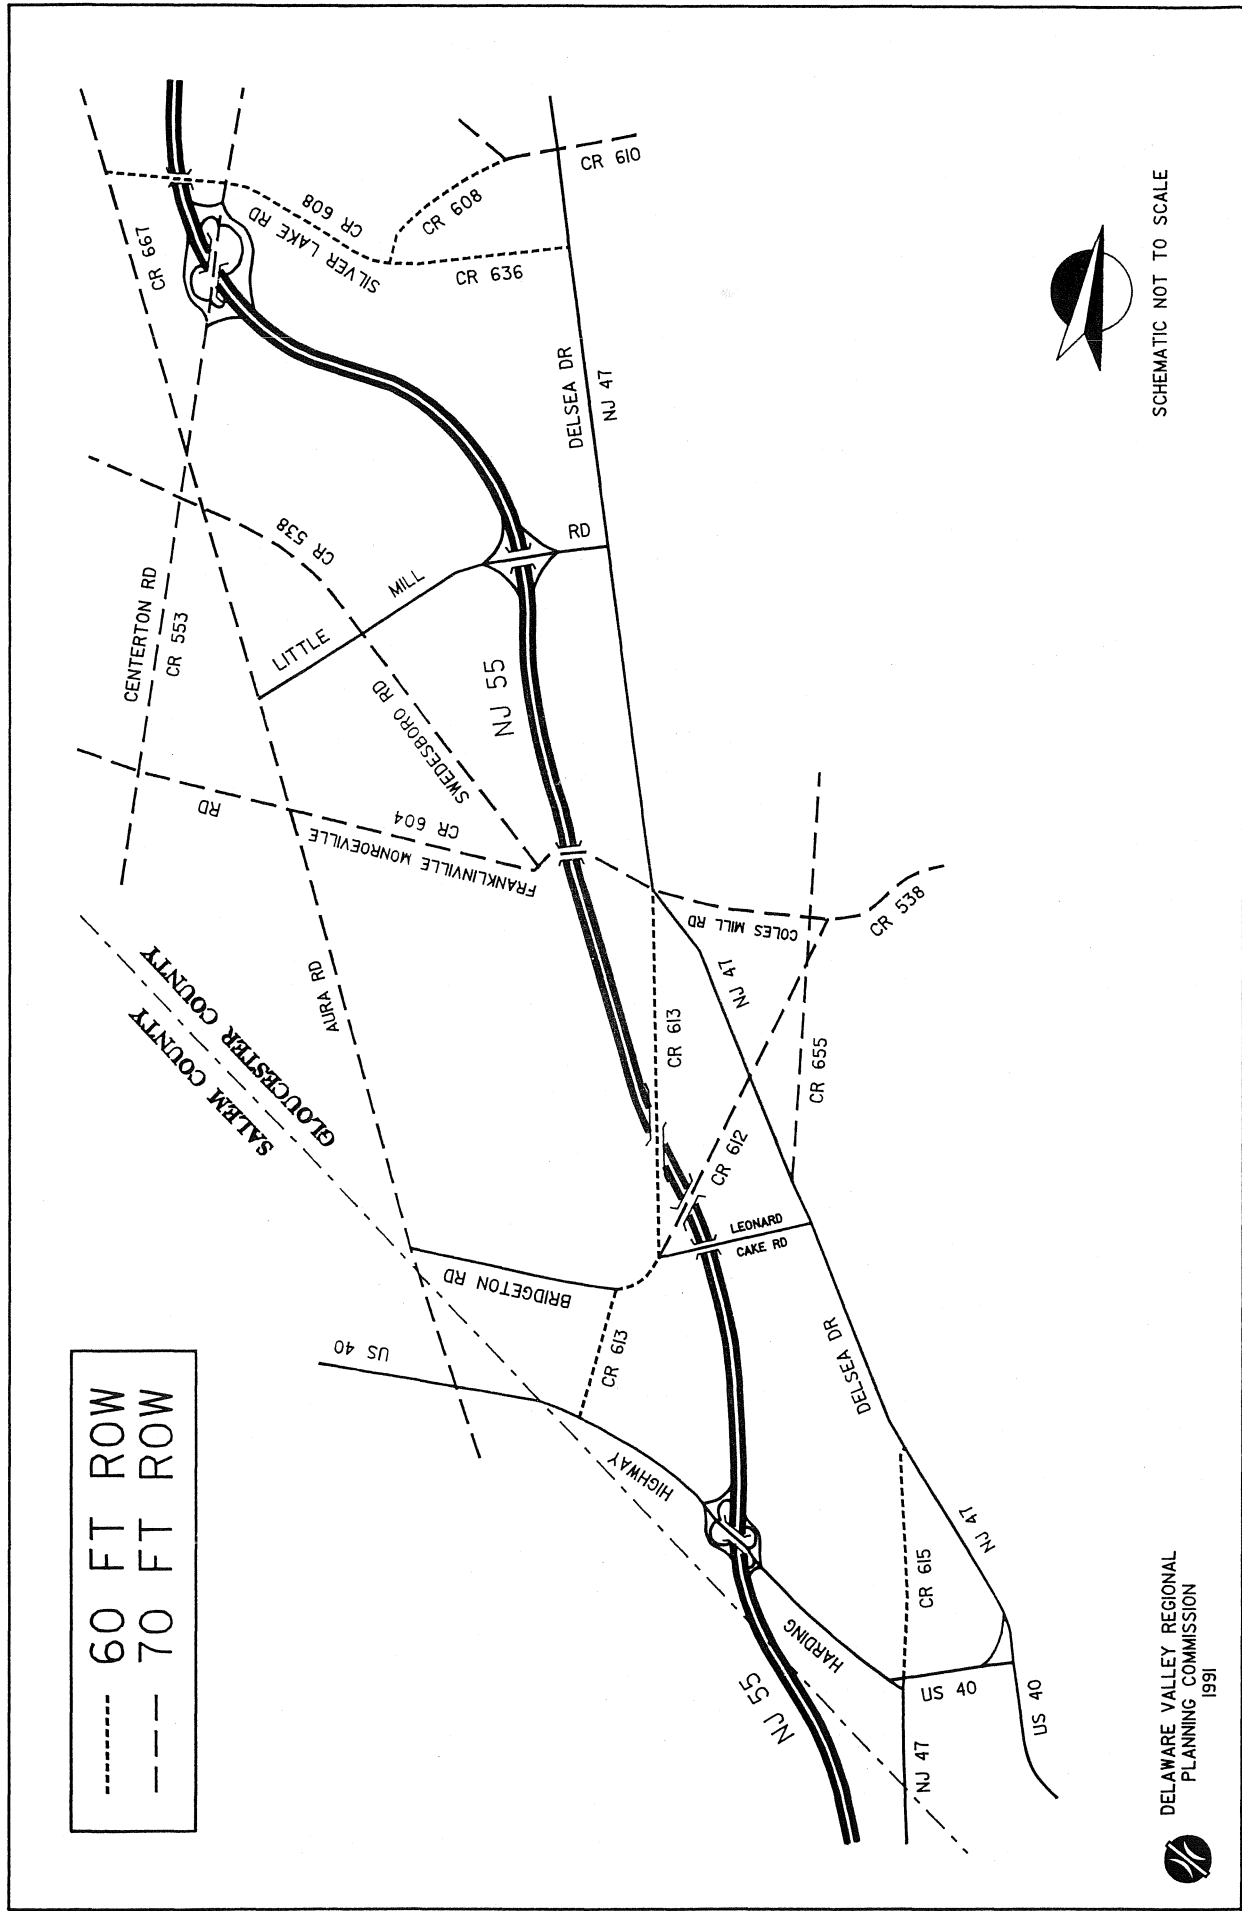 60 FT ROW
70 FT ROW
CR 667
CR 608
SILVER LAKE RD
CR 608
CR 610
CR 636
DELSEA DR
NJ 47
CR 538
CENTERTON RD
CR 553
LITTLE
MILL
RD
NJ 55
SWEDESBORO RD
RD
CR 604
FRANKLINVILLE MONROEVILLE
COLES MILL RD
CR 538
NJ 47
CR 613
CR 655
AURA RD
GLOUCESTER COUNTY
SALEM COUNTY
CR 612
LEONARD
CAKE RD
BRIDGETON RD
CR 613
US 40
DELSEA DR
HIGHWAY
HARDING
NJ 55
CR 615
NJ 47
US 40
NJ 47
US 40
SCHEMATIC NOT TO SCALE
DELAWARE VALLEY REGIONAL
PLANNING COMMISSION
1991